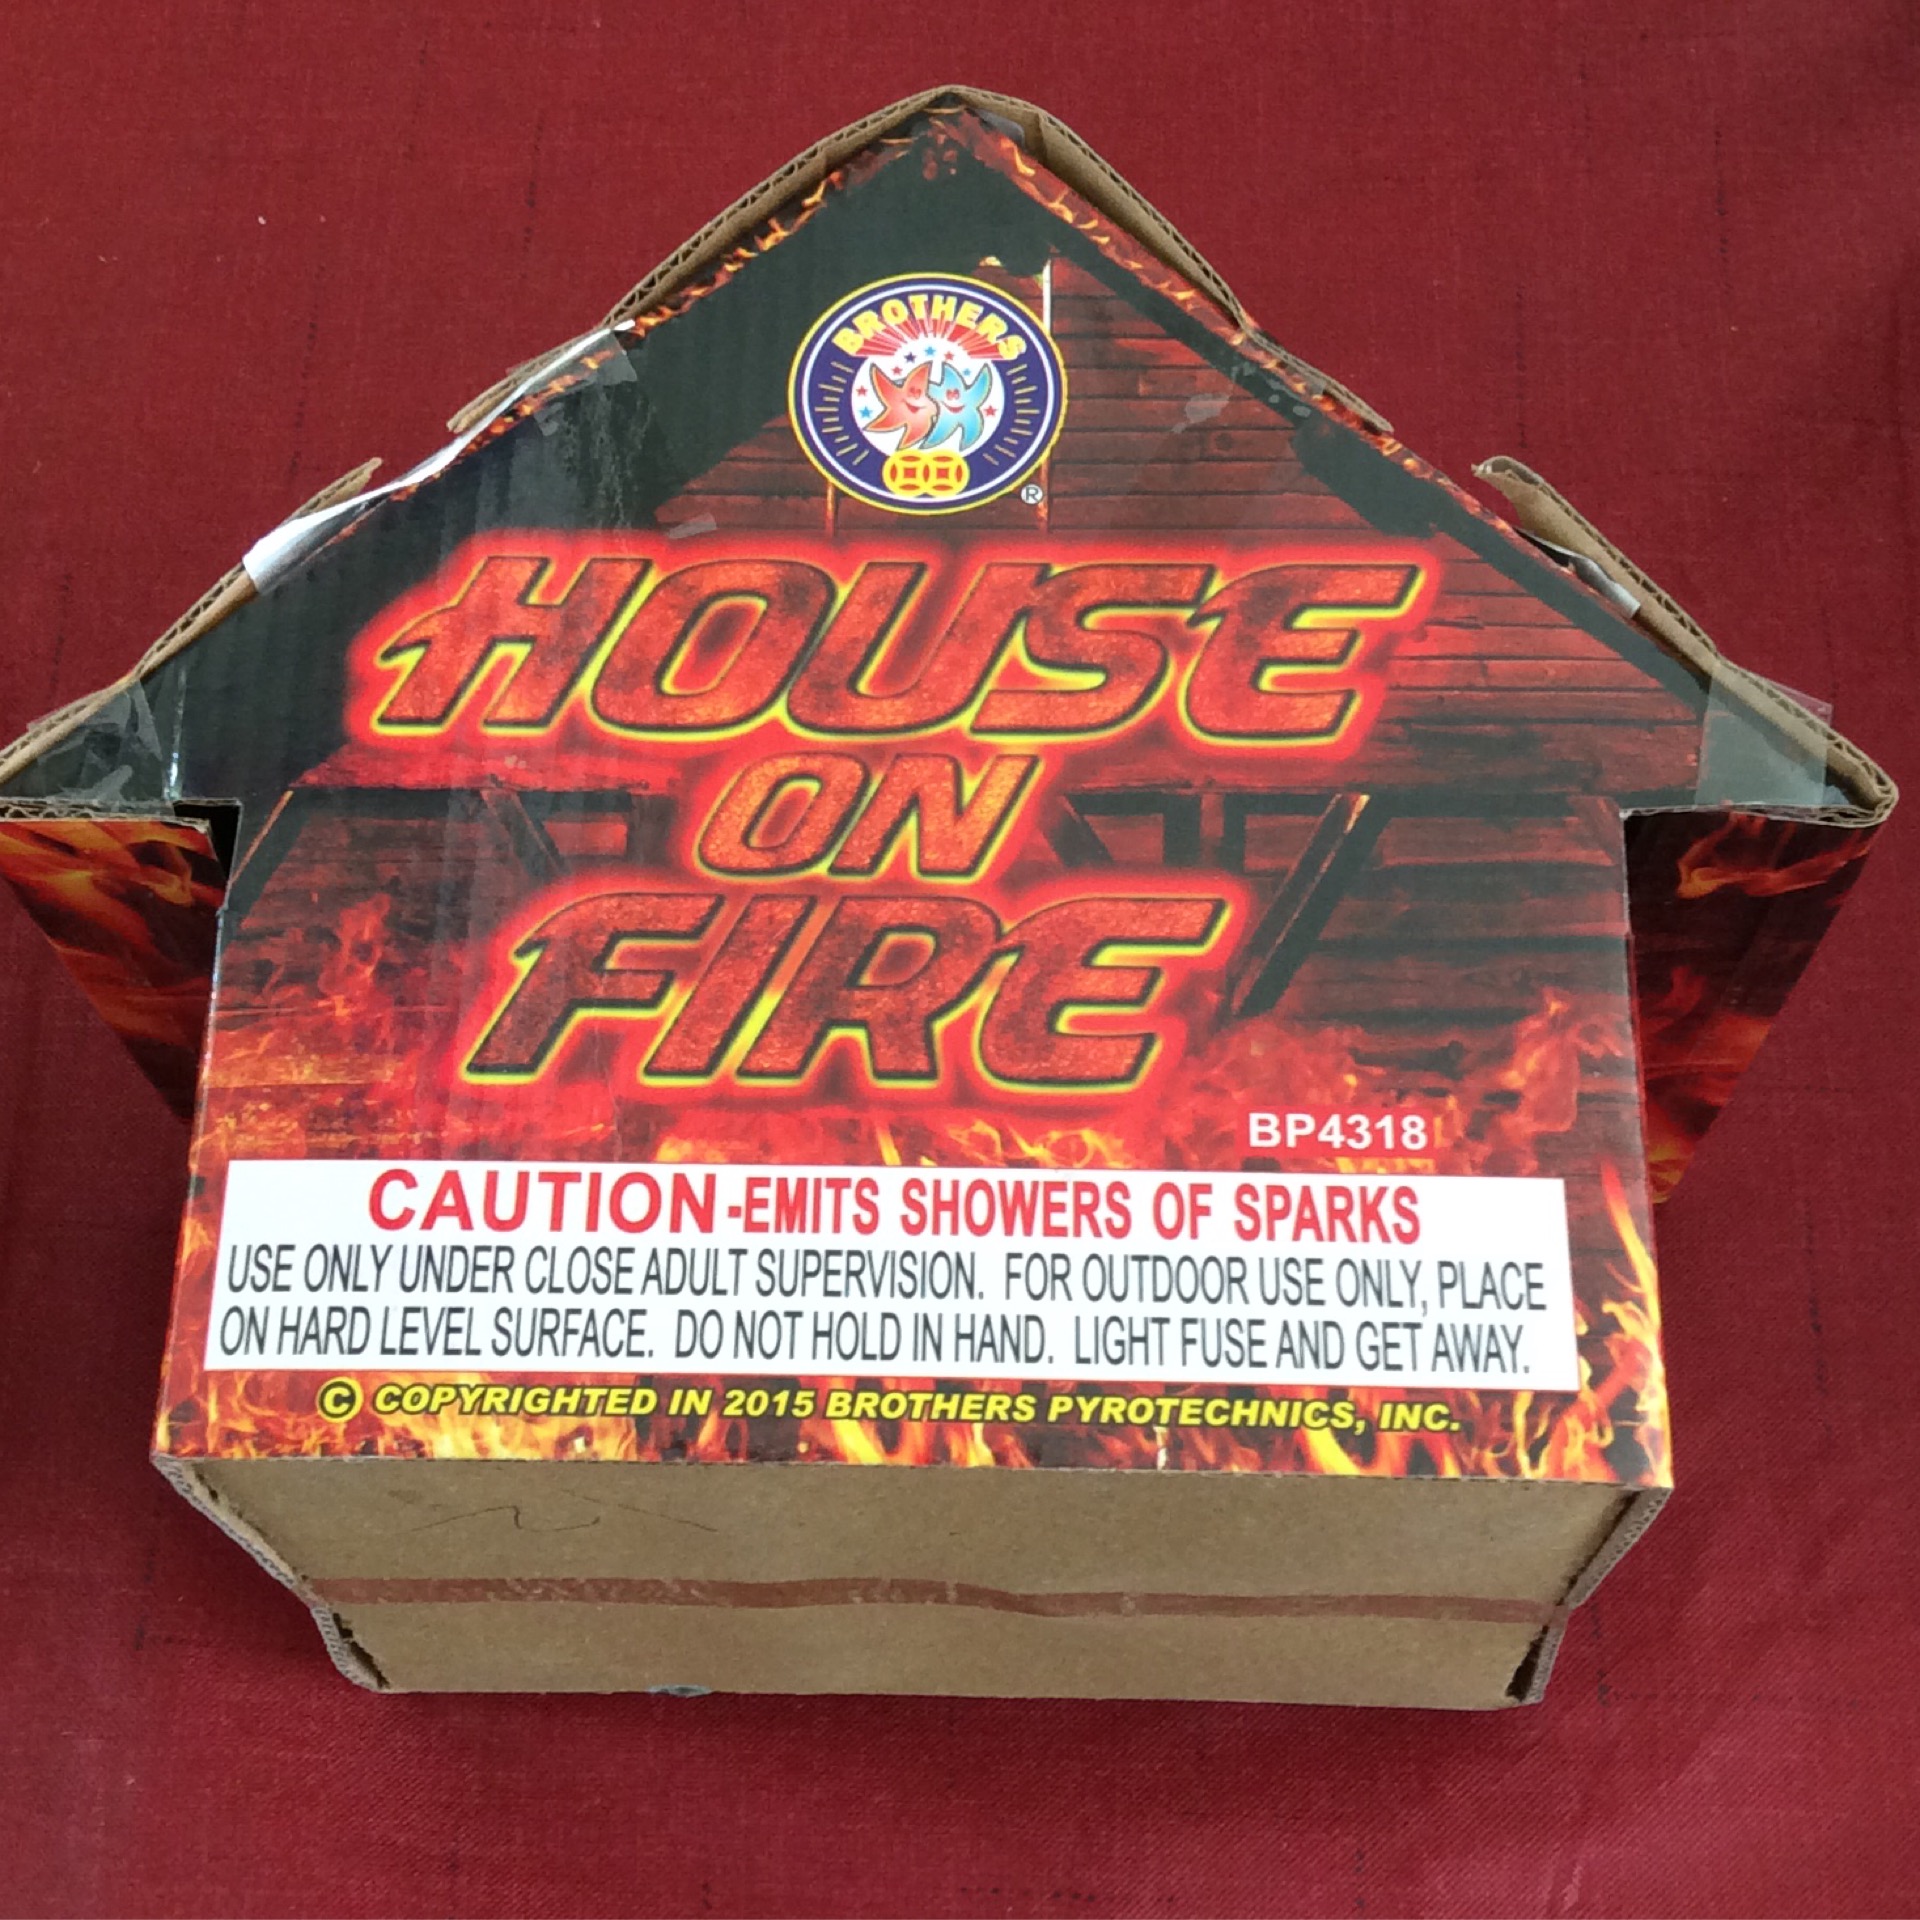 BROTHERS
®
HOUSE
ON
FIRE
BP4318
CAUTION-EMITS SHOWERS OF SPARKS
USE ONLY UNDER CLOSE ADULT SUPERVISION. FOR OUTDOOR USE ONLY, PLACE
ON HARD LEVEL SURFACE. DO NOT HOLD IN HAND. LIGHT FUSE AND GET AWAY.
© COPYRIGHTED IN 2015 BROTHERS PYROTECHNICS, INC.